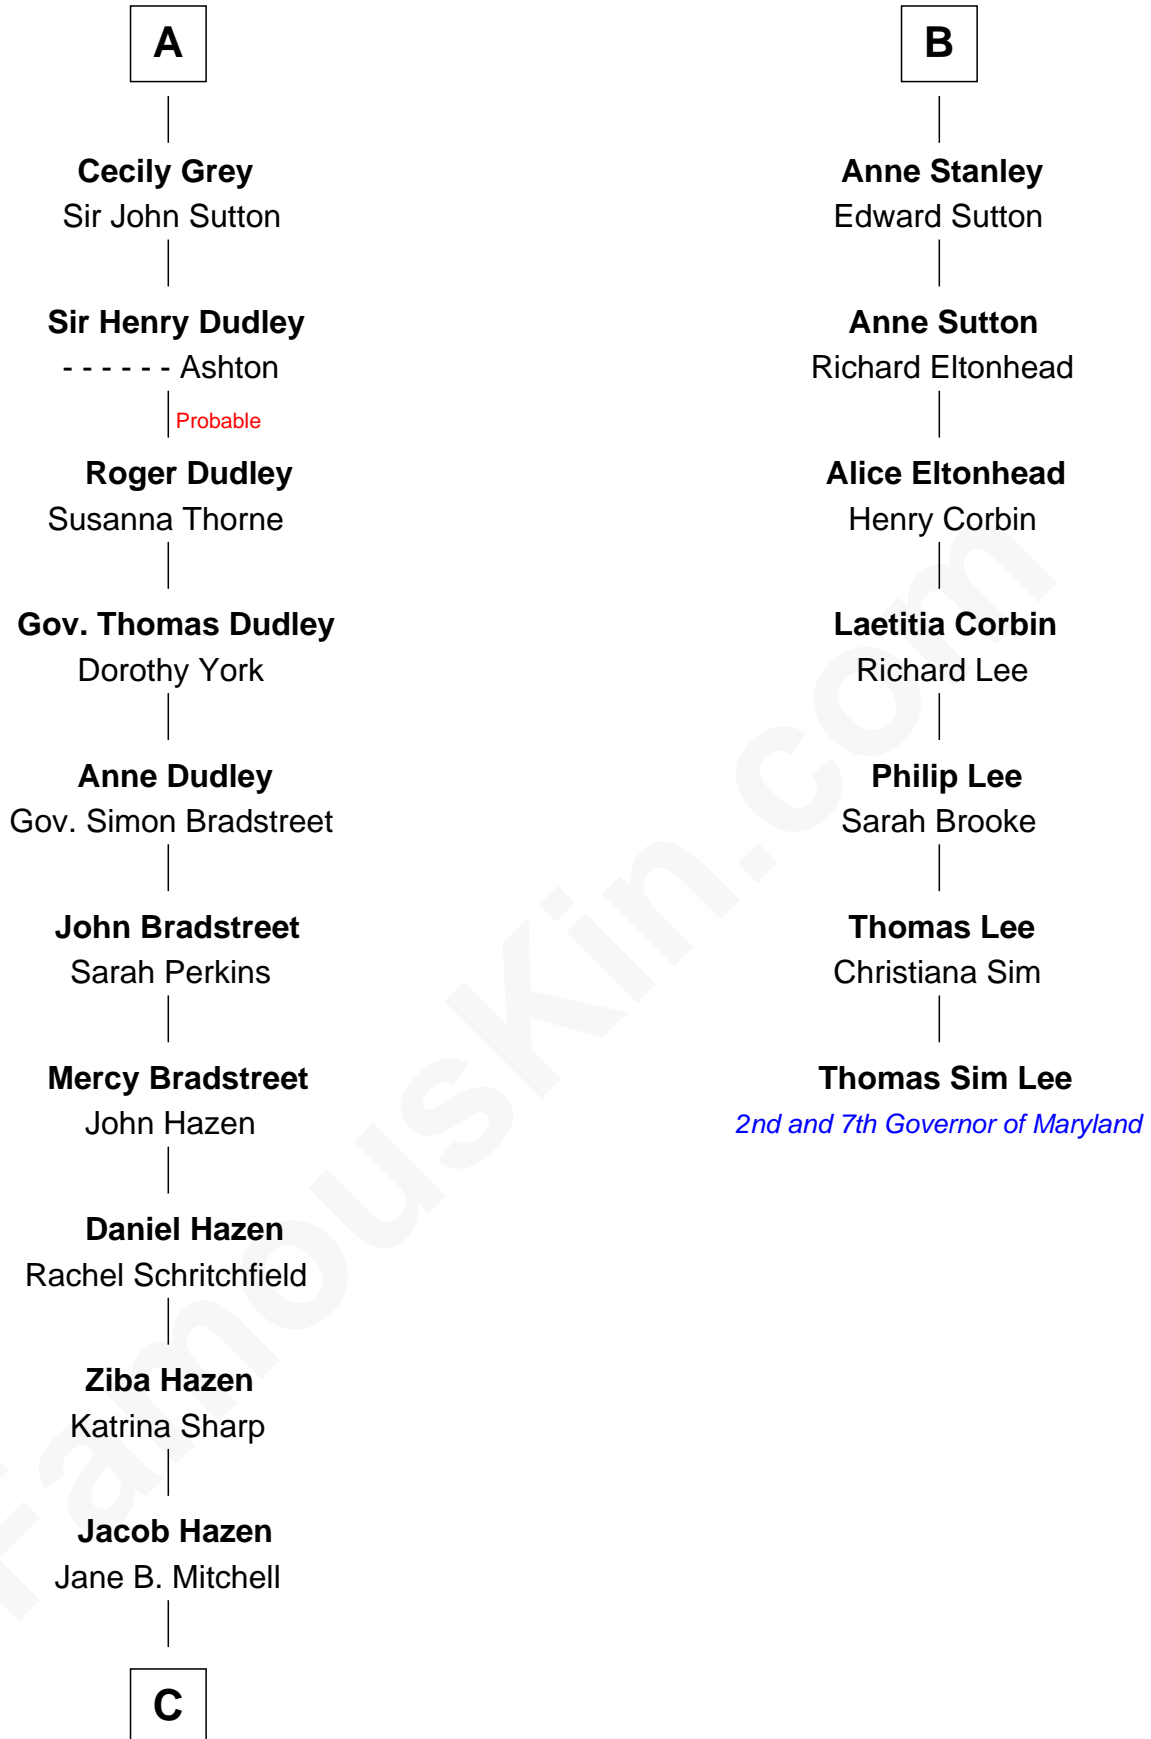 A
Cecily Grey
Sir John Sutton
Sir Henry Dudley
- - - - - - Ashton
Probable
Roger Dudley
Susanna Thorne
Gov. Thomas Dudley
Dorothy York
Anne Dudley
Gov. Simon Bradstreet
John Bradstreet
Sarah Perkins
Mercy Bradstreet
John Hazen
Daniel Hazen
Rachel Schritchfield
Ziba Hazen
Katrina Sharp
Jacob Hazen
Jane B. Mitchell
C
B
Anne Stanley
Edward Sutton
Anne Sutton
Richard Eltonhead
Alice Eltonhead
Henry Corbin
Laetitia Corbin
Richard Lee
Philip Lee
Sarah Brooke
Thomas Lee
Christiana Sim
Thomas Sim Lee
2nd and 7th Governor of Maryland
FamousKin.com